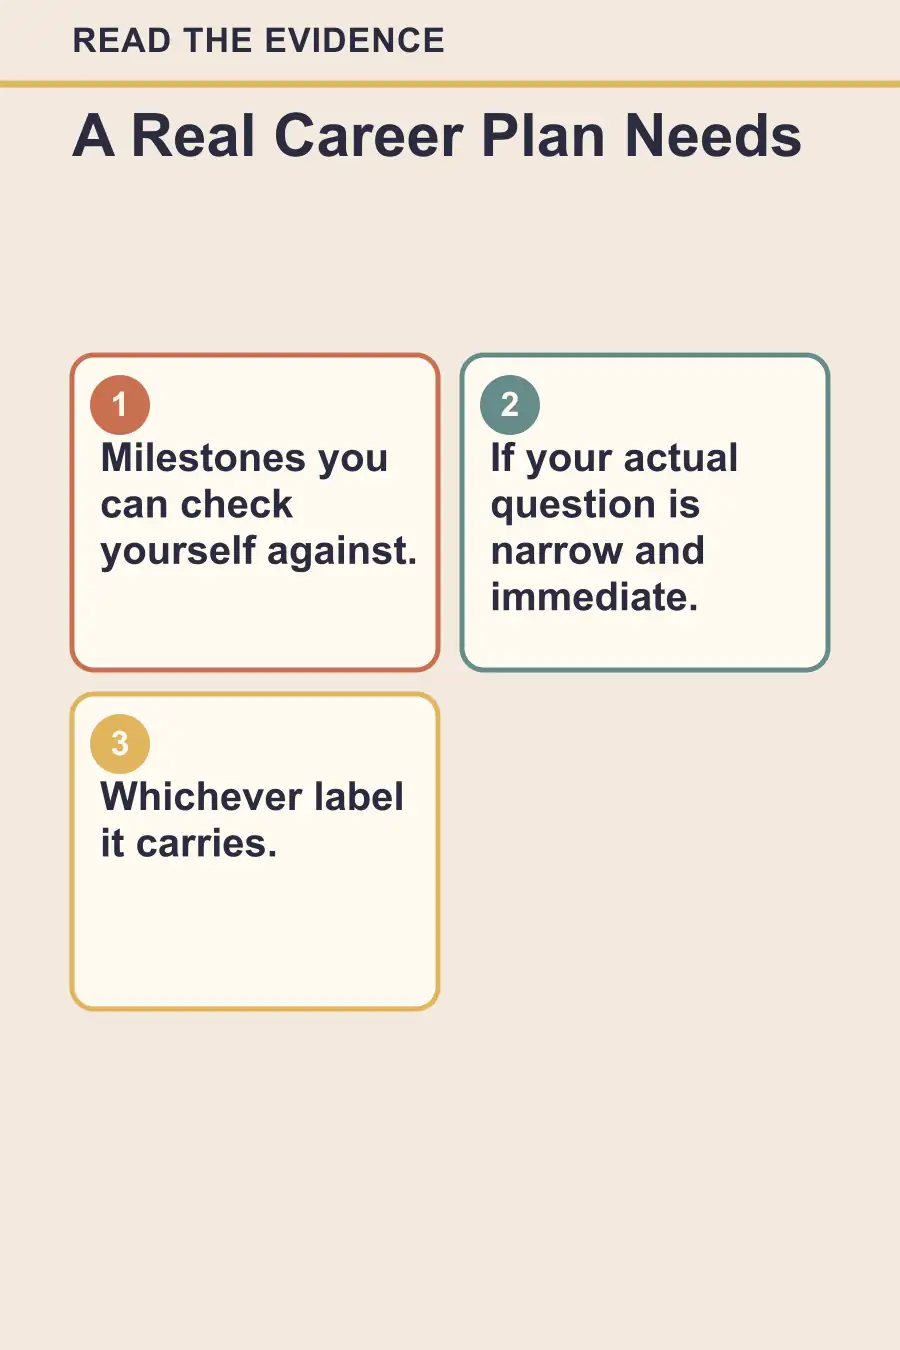 READ THE EVIDENCE
A Real Career Plan Needs
1
Milestones you
can check
yourself against.
2
If your actual
question is
narrow and
immediate.
3
Whichever label
it carries.